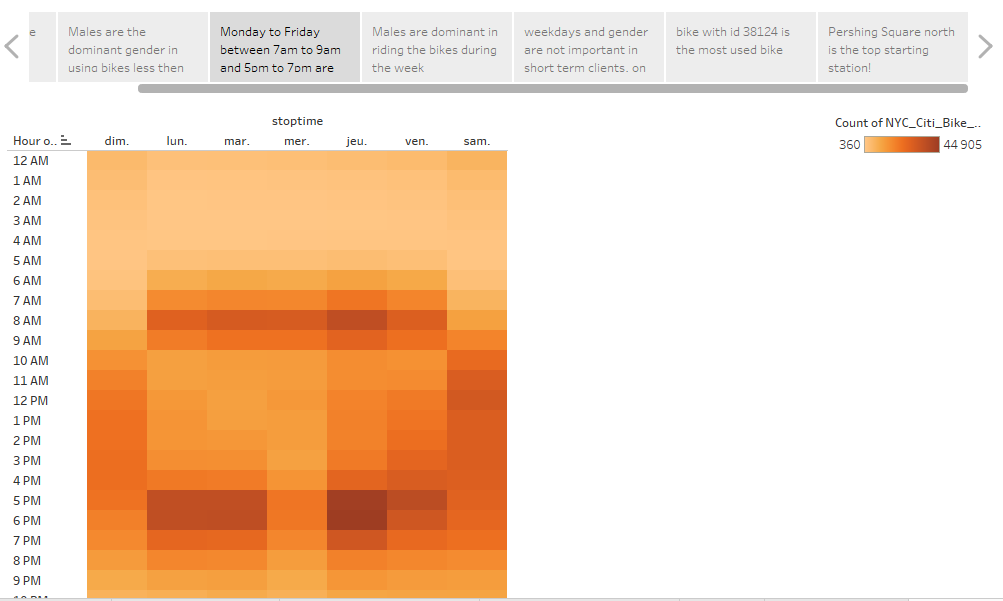 e
Males are the
dominant gender in
using bikes less then
Monday to Friday
between 7am to 9am
and 5pm to 7pm are
Males are dominant in
riding the bikes during
the week
weekdays and gender
are not important in
short term clients, on
bike with id 38124 is
the most used bike
Pershing Square north
is the top starting
station!
stoptime
Hour o..
dim.
lun.
mar.
mer.
jeu.
ven.
sam.
Count of NYC_Citi_Bike_..
360
44 905
12 AM
1 AM
2 AM
3 AM
4 AM
5 AM
6 AM
7 AM
8 AM
9 AM
10 AM
11 AM
12 PM
1 PM
2 PM
3 PM
4 PM
5 PM
6 PM
7 PM
8 PM
9 PM
10 PM